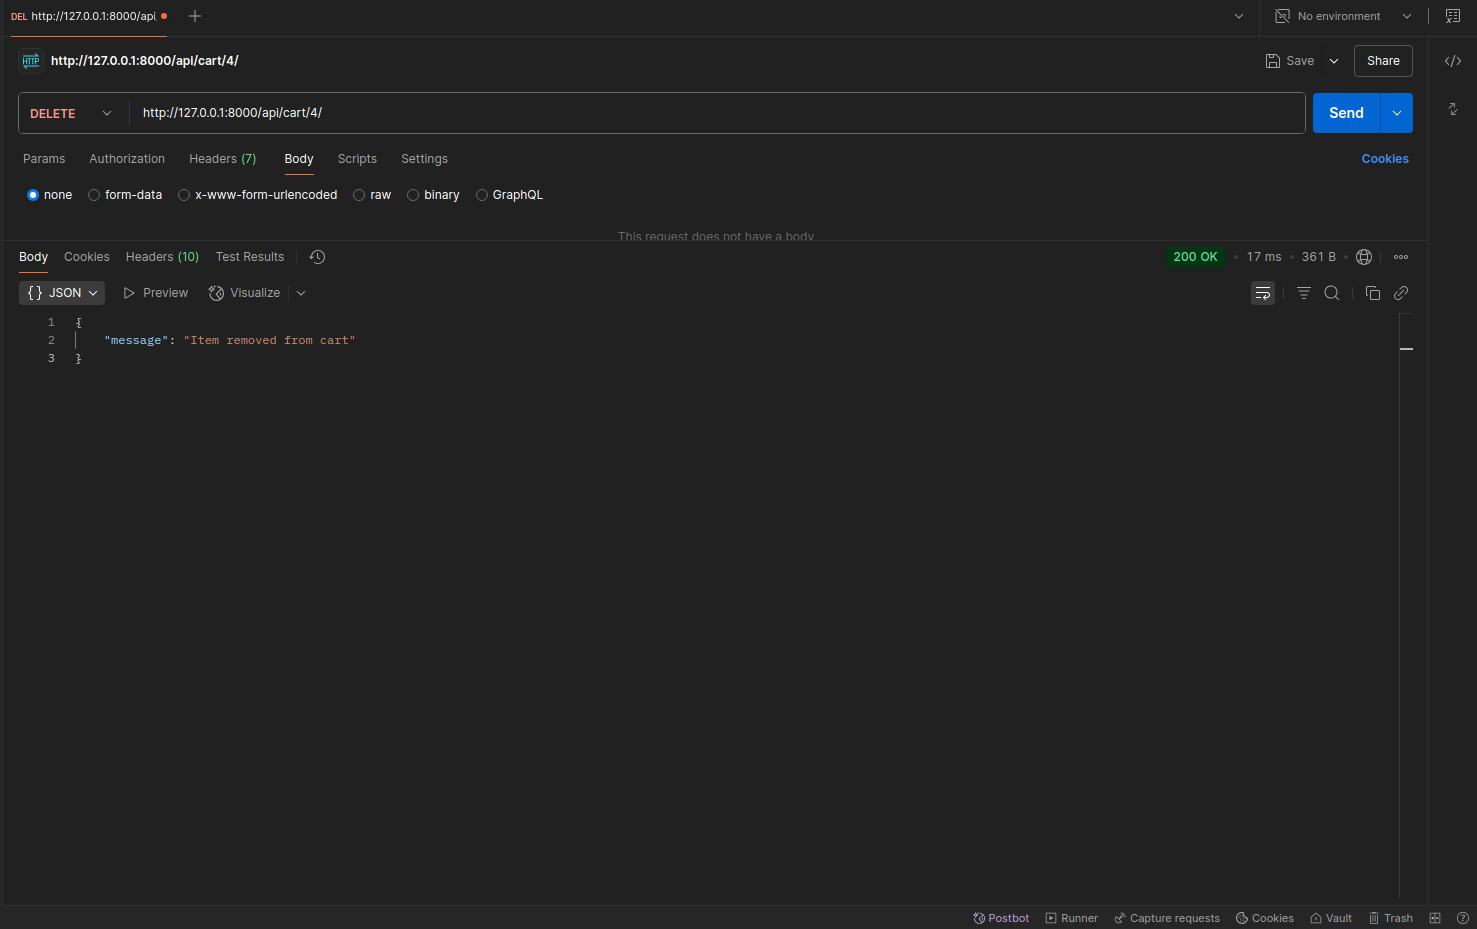 DEL http://127.0.0.1:8000/api
No environment
HTTP http://127.0.0.1:8000/api/cart/4/
Save
Share
DELETE http://127.0.0.1:8000/api/cart/4/
Send
Params Authorization Headers (7) Body Scripts Settings
Cookies
none form-data x-www-form-urlencoded raw binary GraphQL
This request does not have a body
Body Cookies Headers (10) Test Results
200 OK • 17 ms • 361 B •
{} JSON Preview Visualize
1 {
2 "message": "Item removed from cart"
3 }
Postbot Runner Capture requests Cookies Vault Trash